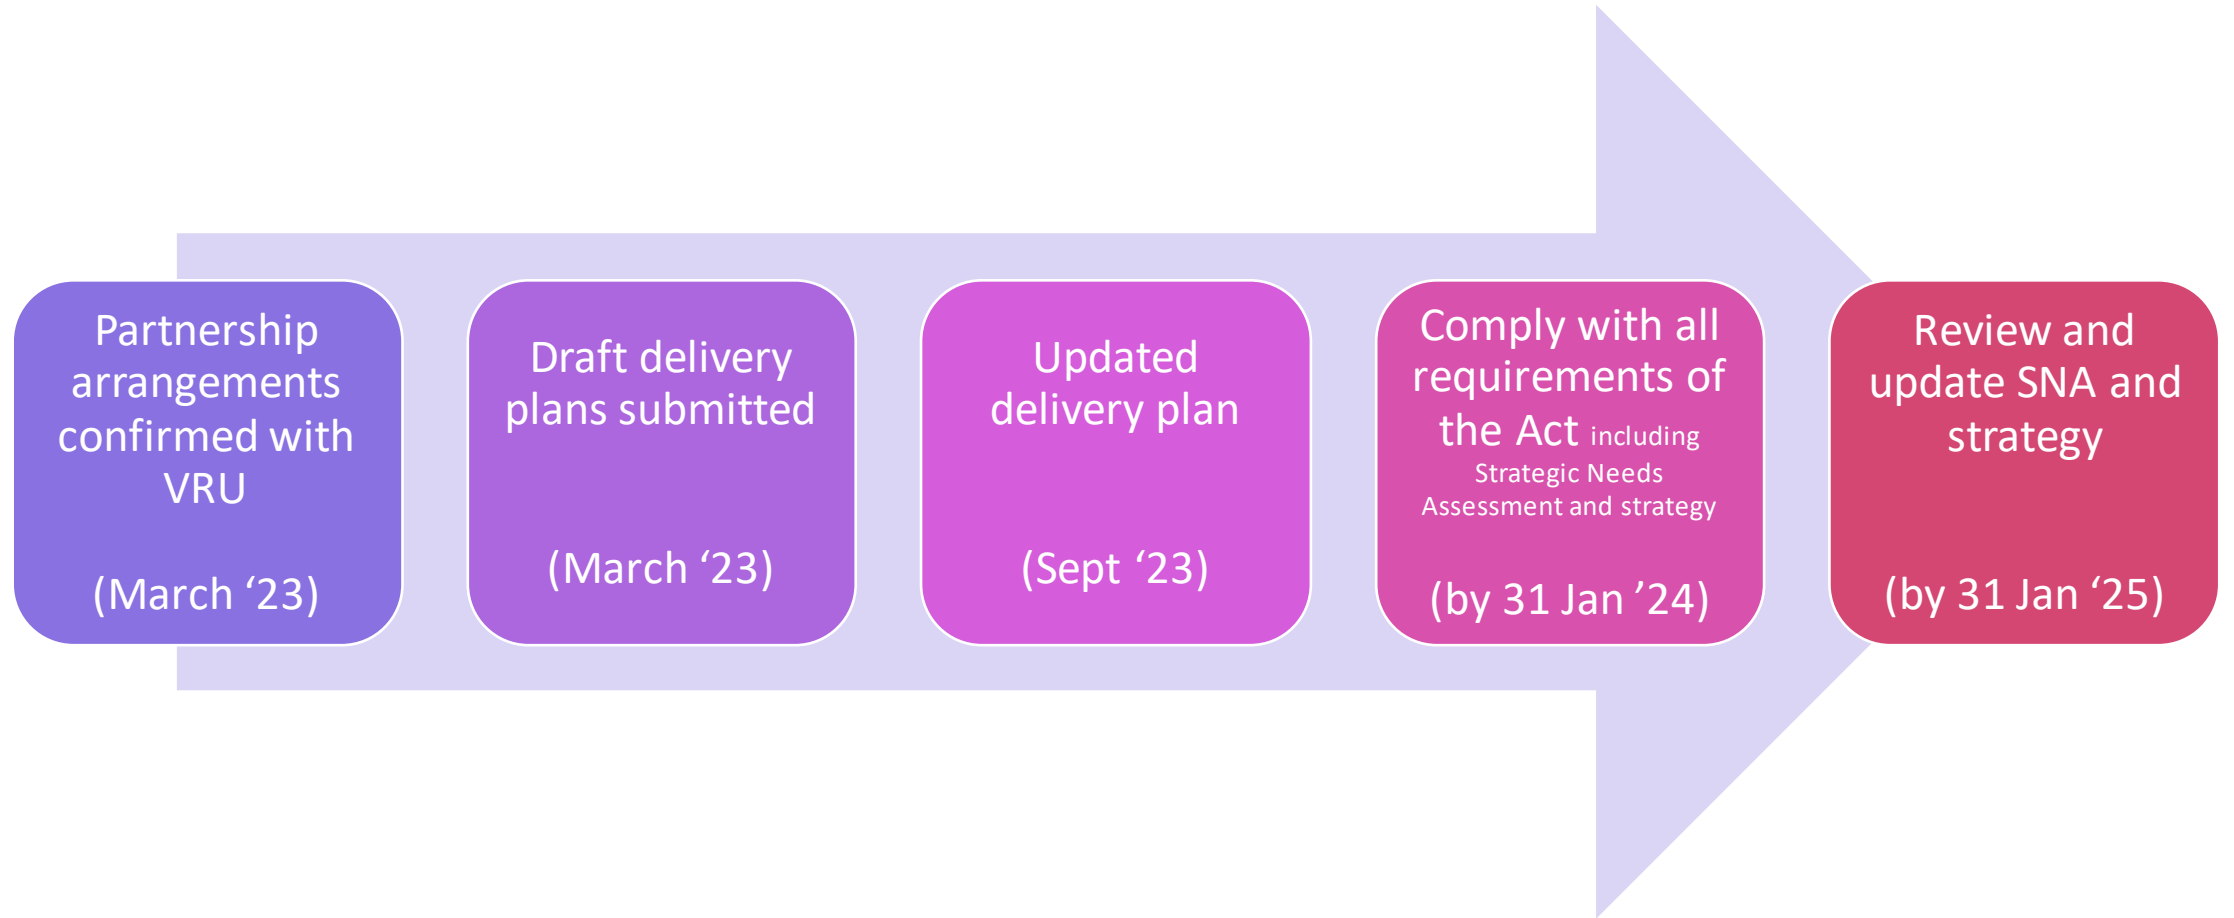 Partnership
arrangements
confirmed with
VRU
(March ‘23)
Draft delivery
plans submitted
(March ‘23)
Updated
delivery plan
(Sept ‘23)
Comply with all
requirements of
the Act including
Strategic Needs
Assessment and strategy
(by 31 Jan ’24)
Review and
update SNA and
strategy
(by 31 Jan ‘25)